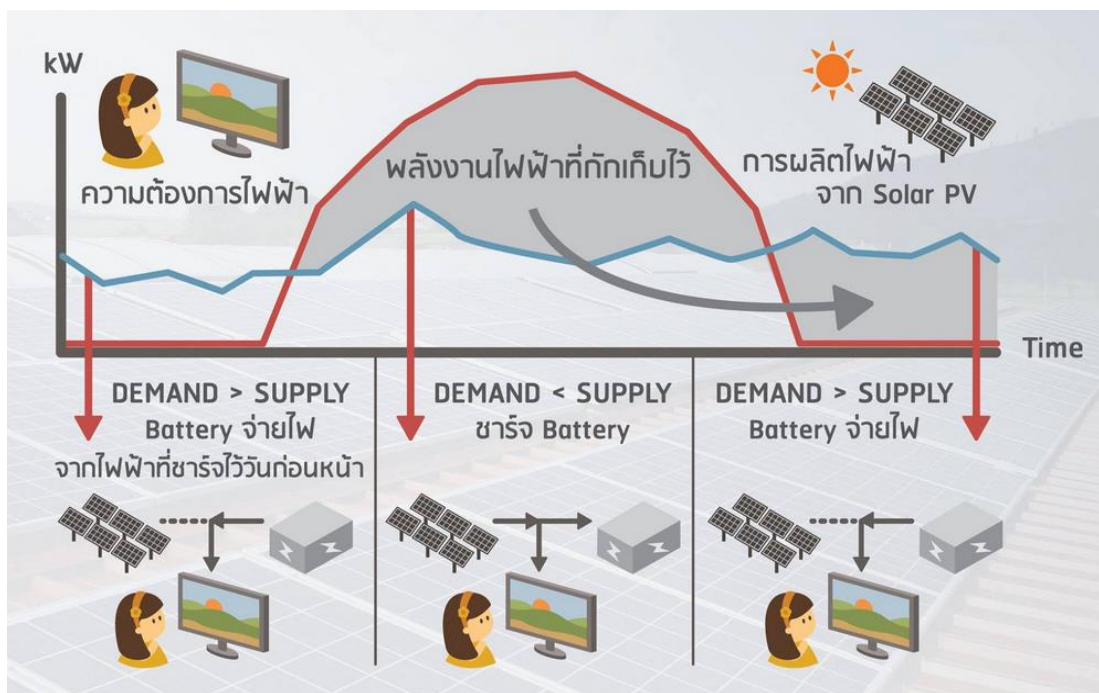 kW
ความต้องการไฟฟ้า
พลังงานไฟฟ้าที่กักเก็บไว้
การผลิตไฟฟ้า
จาก Solar PV
Time
DEMAND > SUPPLY
Battery จ่ายไฟ
จากไฟฟ้าที่ชาร์จไว้วันก่อนหน้า
DEMAND < SUPPLY
ชาร์จ Battery
DEMAND > SUPPLY
Battery จ่ายไฟ